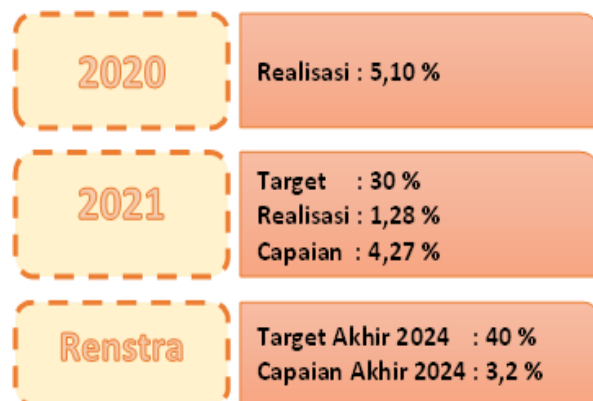 2020
Realisasi : 5,10 %
2021
Target : 30 %
Realisasi : 1,28 %
Capaian : 4,27 %
Renstra
Target Akhir 2024 : 40 %
Capaian Akhir 2024 : 3,2 %